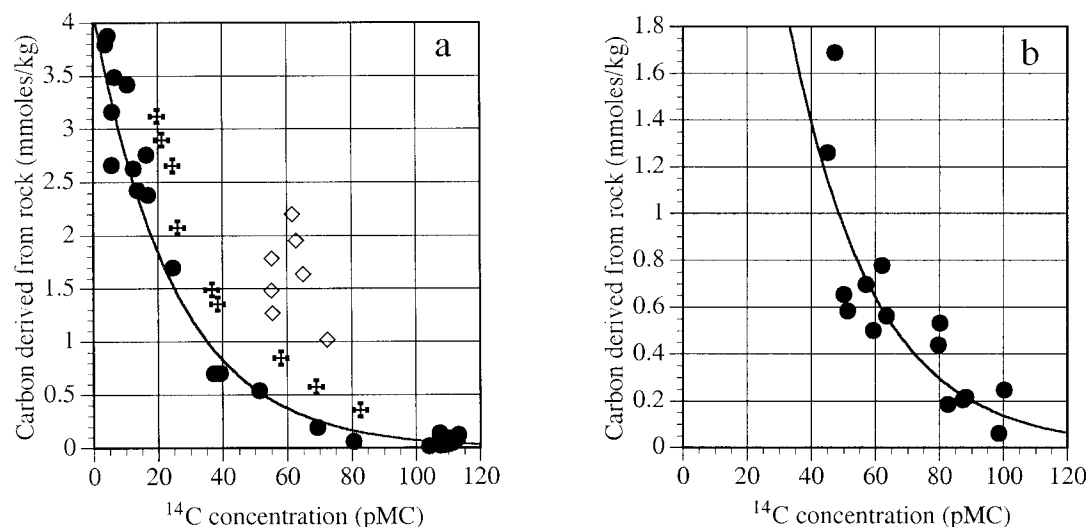 a
Carbon derived from rock (mmoles/kg)
4
3.5
3
2.5
2
1.5
1
0.5
0
0 20 40 60 80 100 120
¹⁴C concentration (pMC)
b
Carbon derived from rock (mmoles/kg)
1.8
1.6
1.4
1.2
1
0.8
0.6
0.4
0.2
0
0 20 40 60 80 100 120
¹⁴C concentration (pMC)